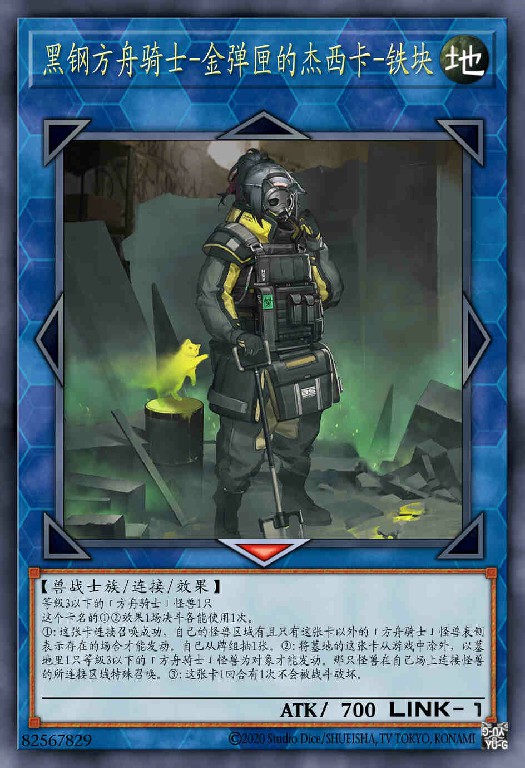 黑钢方舟骑士-金弹匣的杰西卡-铁块
地
【兽战士族/连接/效果】
等级3以下的「方舟骑士」怪兽1只
这个卡名的①②效果1场决斗各能使用1次。
①:这张卡连接召唤成功,自己的怪兽区域有且只有这张卡以外的「方舟骑士」怪兽表侧
表示存在的场合才能发动。自己从牌组抽1张。②:将墓地的这张卡从游戏中除外,以
墓地里1只等级3以下的「方舟骑士」怪兽为对象才能发动。那只怪兽在自己场上连接怪兽
的所连接区域特殊召唤。③:这张卡1回合有1次不会被战斗破坏。
ATK/ 700 LINK-1
82567829
©2020 Studio Dice/SHUEISHA, TV TOKYO, KONAMI